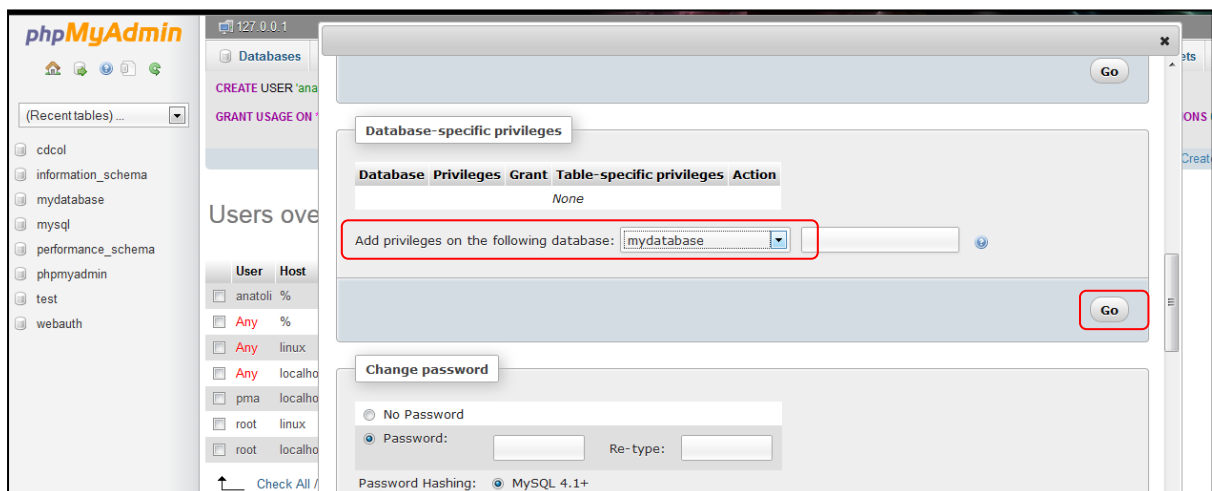 phpMyAdmin
(Recent tables) ...
cdcol
information_schema
mydatabase
mysql
performance_schema
phpmyadmin
test
webauth
127.0.0.1
Databases
CREATE USER 'ana
GRANT USAGE ON *
Users ove
User Host
anatoli %
Any %
Any linux
Any localho
pma localho
root linux
root localho
Check All /
Go
Database-specific privileges
Database Privileges Grant Table-specific privileges Action
None
Add privileges on the following database: mydatabase
Go
Change password
No Password
Password: Re-type:
Password Hashing: MySQL 4.1+
ets
ONS
Creat